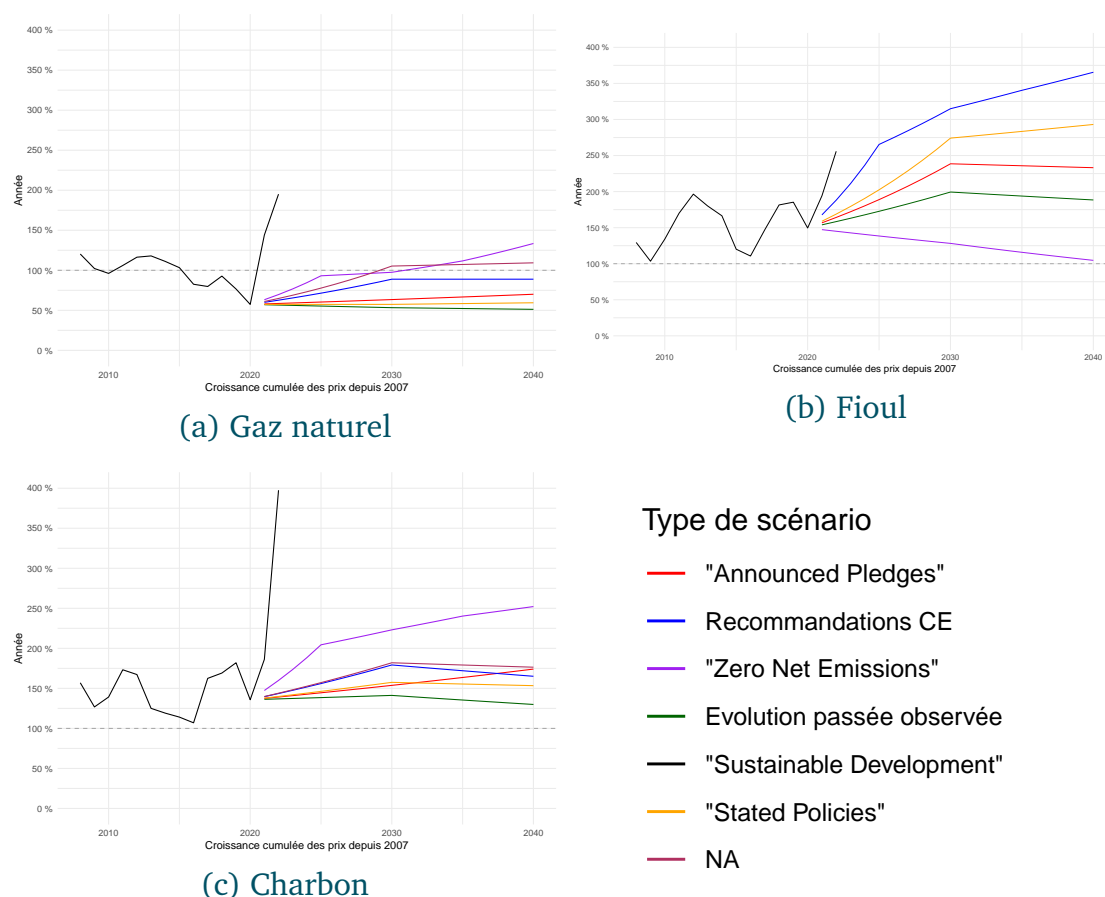 400 %
350 %
300 %
250 %
200 %
150 %
100 %
50 %
0 %
Année
2010
2020
2030
2040
Croissance cumulée des prix depuis 2007
(a) Gaz naturel
400 %
350 %
300 %
250 %
200 %
150 %
100 %
50 %
0 %
Année
2010
2020
2030
2040
Croissance cumulée des prix depuis 2007
(b) Fioul
400 %
350 %
300 %
250 %
200 %
150 %
100 %
50 %
0 %
Année
2010
2020
2030
2040
Croissance cumulée des prix depuis 2007
(c) Charbon
Type de scénario
"Announced Pledges"
Recommandations CE
"Zero Net Emissions"
Evolution passée observée
"Sustainable Development"
"Stated Policies"
NA